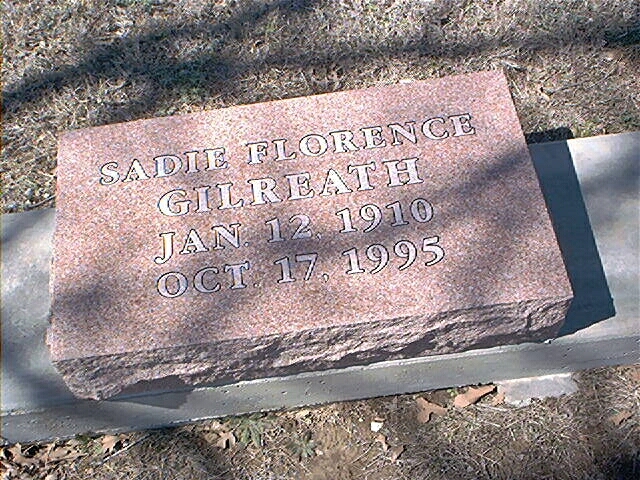 SADIE FLORENCE
GILREATH
JAN. 12, 1910
OCT. 17, 1995